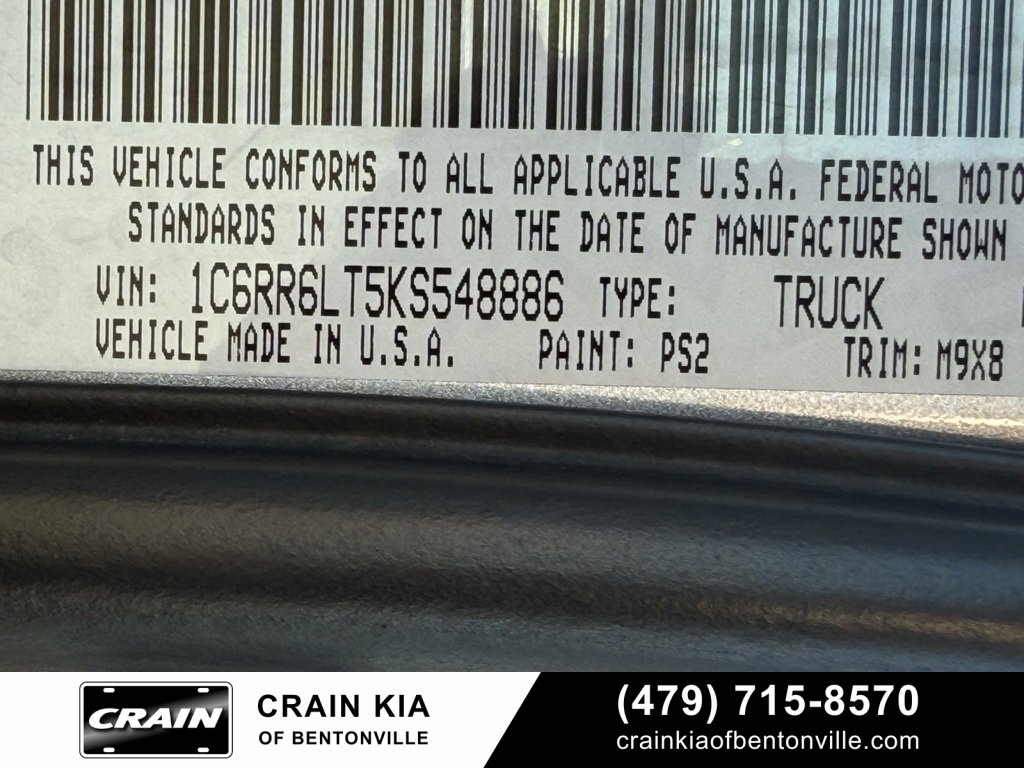 THIS VEHICLE CONFORMS TO ALL APPLICABLE U.S.A. FEDERAL MOTO
STANDARDS IN EFFECT ON THE DATE OF MANUFACTURE SHOWN
VIN: 1C6RR6LT5KS548886 TYPE: TRUCK
VEHICLE MADE IN U.S.A. PAINT: PS2 TRIM: M9X8
CRAIN
CRAIN KIA
OF BENTONVILLE
(479) 715-8570
crainkiaofbentonville.com